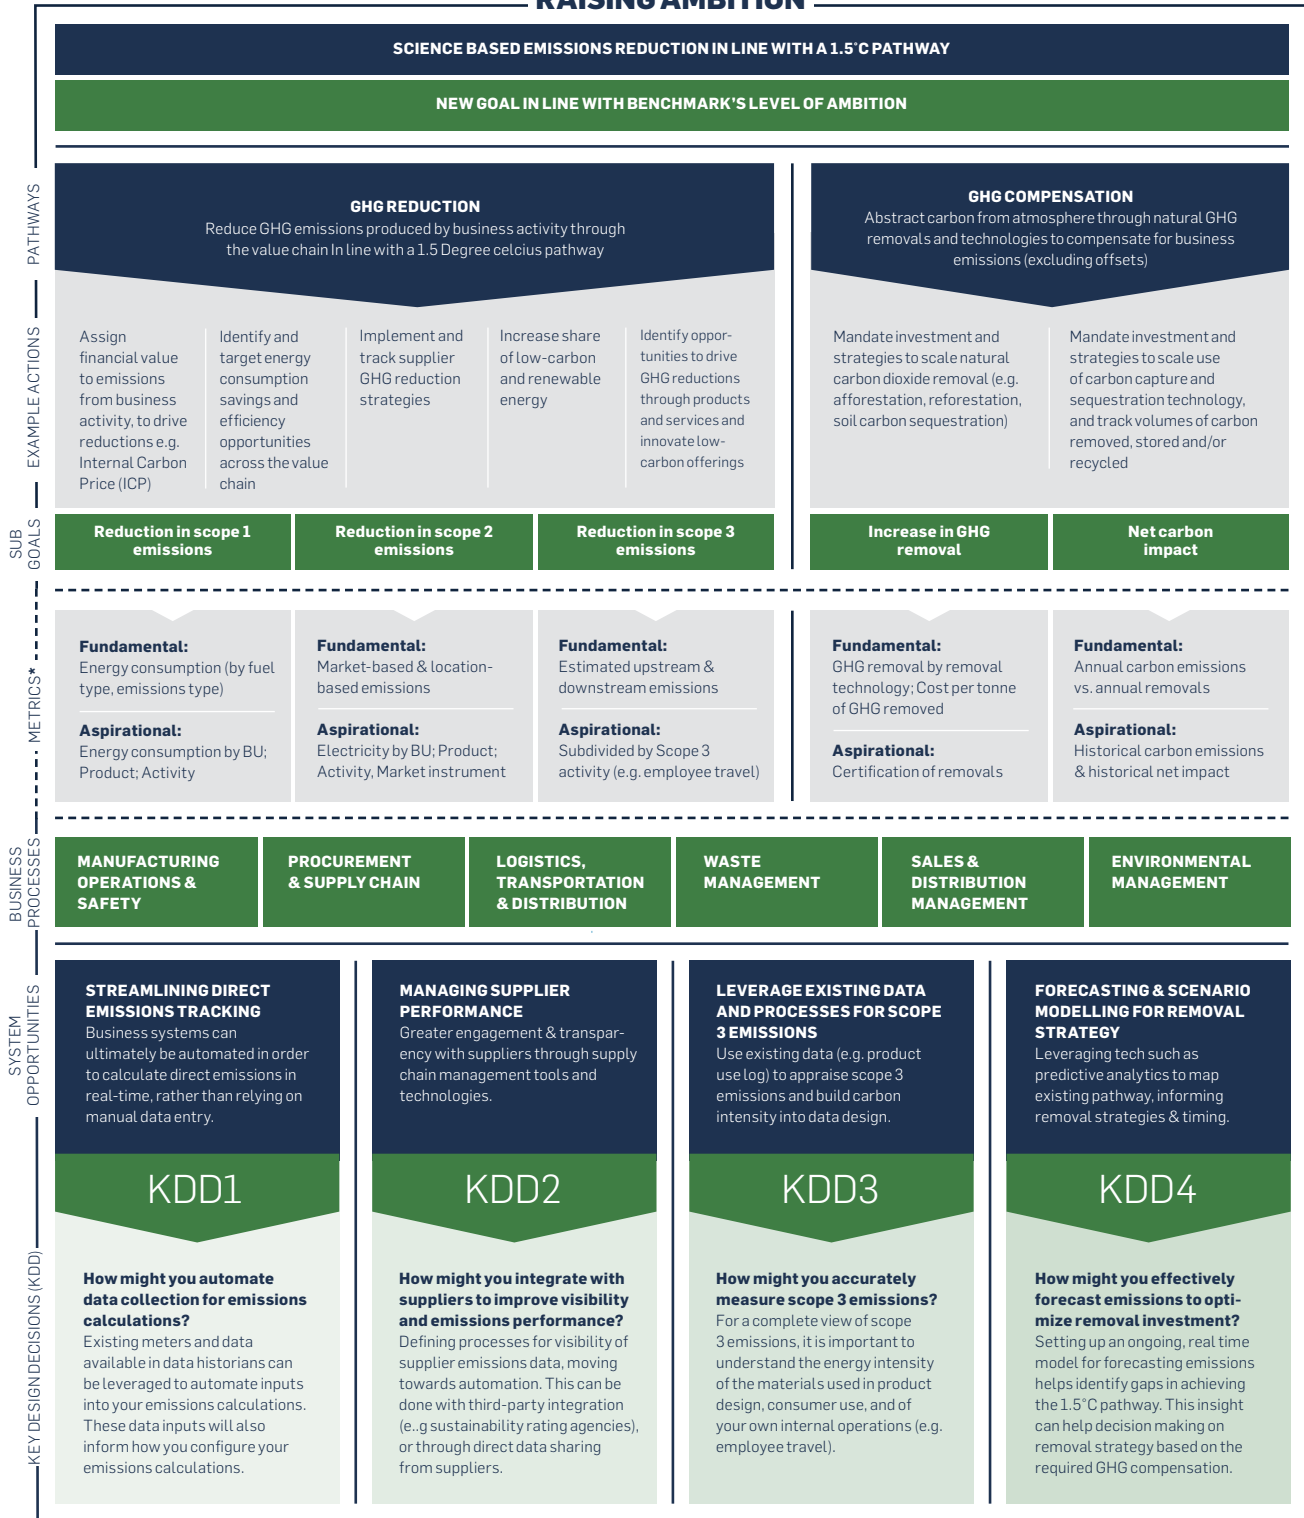 RAISING AMBITION
SCIENCE BASED EMISSIONS REDUCTION IN LINE WITH A 1.5°C PATHWAY
NEW GOAL IN LINE WITH BENCHMARK'S LEVEL OF AMBITION
PATHWAYS
GHG REDUCTION
Reduce GHG emissions produced by business activity through
the value chain In line with a 1.5 Degree celcius pathway
GHG COMPENSATION
Abstract carbon from atmosphere through natural GHG
removals and technologies to compensate for business
emissions (excluding offsets)
EXAMPLE ACTIONS
Assign
financial value
to emissions
from business
activity, to drive
reductions e.g.
Internal Carbon
Price (ICP)
Identify and
target energy
consumption
savings and
efficiency
opportunities
across the value
chain
Implement and
track supplier
GHG reduction
strategies
Increase share
of low-carbon
and renewable
energy
Identify oppor-
tunities to drive
GHG reductions
through products
and services and
innovate low-
carbon offerings
Mandate investment and
strategies to scale natural
carbon dioxide removal (e.g.
afforestation, reforestation,
soil carbon sequestration)
Mandate investment and
strategies to scale use
of carbon capture and
sequestration technology,
and track volumes of carbon
removed, stored and/or
recycled
SUB
GOALS
Reduction in scope 1
emissions
Reduction in scope 2
emissions
Reduction in scope 3
emissions
Increase in GHG
removal
Net carbon
impact
METRICS*
Fundamental:
Energy consumption (by fuel
type, emissions type)
Aspirational:
Energy consumption by BU;
Product; Activity
Fundamental:
Market-based & location-
based emissions
Aspirational:
Electricity by BU; Product;
Activity, Market instrument
Fundamental:
Estimated upstream &
downstream emissions
Aspirational:
Subdivided by Scope 3
activity (e.g. employee travel)
Fundamental:
GHG removal by removal
technology; Cost per tonne
of GHG removed
Aspirational:
Certification of removals
Fundamental:
Annual carbon emissions
vs. annual removals
Aspirational:
Historical carbon emissions
& historical net impact
BUSINESS
PROCESSES
MANUFACTURING
OPERATIONS &
SAFETY
PROCUREMENT
& SUPPLY CHAIN
LOGISTICS,
TRANSPORTATION
& DISTRIBUTION
WASTE
MANAGEMENT
SALES &
DISTRIBUTION
MANAGEMENT
ENVIRONMENTAL
MANAGEMENT
SYSTEM
OPPORTUNITIES
STREAMLINING DIRECT
EMISSIONS TRACKING
Business systems can
ultimately be automated in order
to calculate direct emissions in
real-time, rather than relying on
manual data entry.
MANAGING SUPPLIER
PERFORMANCE
Greater engagement & transpar-
ency with suppliers through supply
chain management tools and
technologies.
LEVERAGE EXISTING DATA
AND PROCESSES FOR SCOPE
3 EMISSIONS
Use existing data (e.g. product
use log) to appraise scope 3
emissions and build carbon
intensity into data design.
FORECASTING & SCENARIO
MODELLING FOR REMOVAL
STRATEGY
Leveraging tech such as
predictive analytics to map
existing pathway, informing
removal strategies & timing.
KEY DESIGN DECISIONS (KDD)
KDD1
How might you automate
data collection for emissions
calculations?
Existing meters and data
available in data historians can
be leveraged to automate inputs
into your emissions calculations.
These data inputs will also
inform how you configure your
emissions calculations.
KDD2
How might you integrate with
suppliers to improve visibility
and emissions performance?
Defining processes for visibility of
supplier emissions data, moving
towards automation. This can be
done with third-party integration
(e..g sustainability rating agencies),
or through direct data sharing
from suppliers.
KDD3
How might you accurately
measure scope 3 emissions?
For a complete view of scope
3 emissions, it is important to
understand the energy intensity
of the materials used in product
design, consumer use, and of
your own internal operations (e.g.
employee travel).
KDD4
How might you effectively
forecast emissions to opti-
mize removal investment?
Setting up an ongoing, real time
model for forecasting emissions
helps identify gaps in achieving
the 1.5°C pathway. This insight
can help decision making on
removal strategy based on the
required GHG compensation.